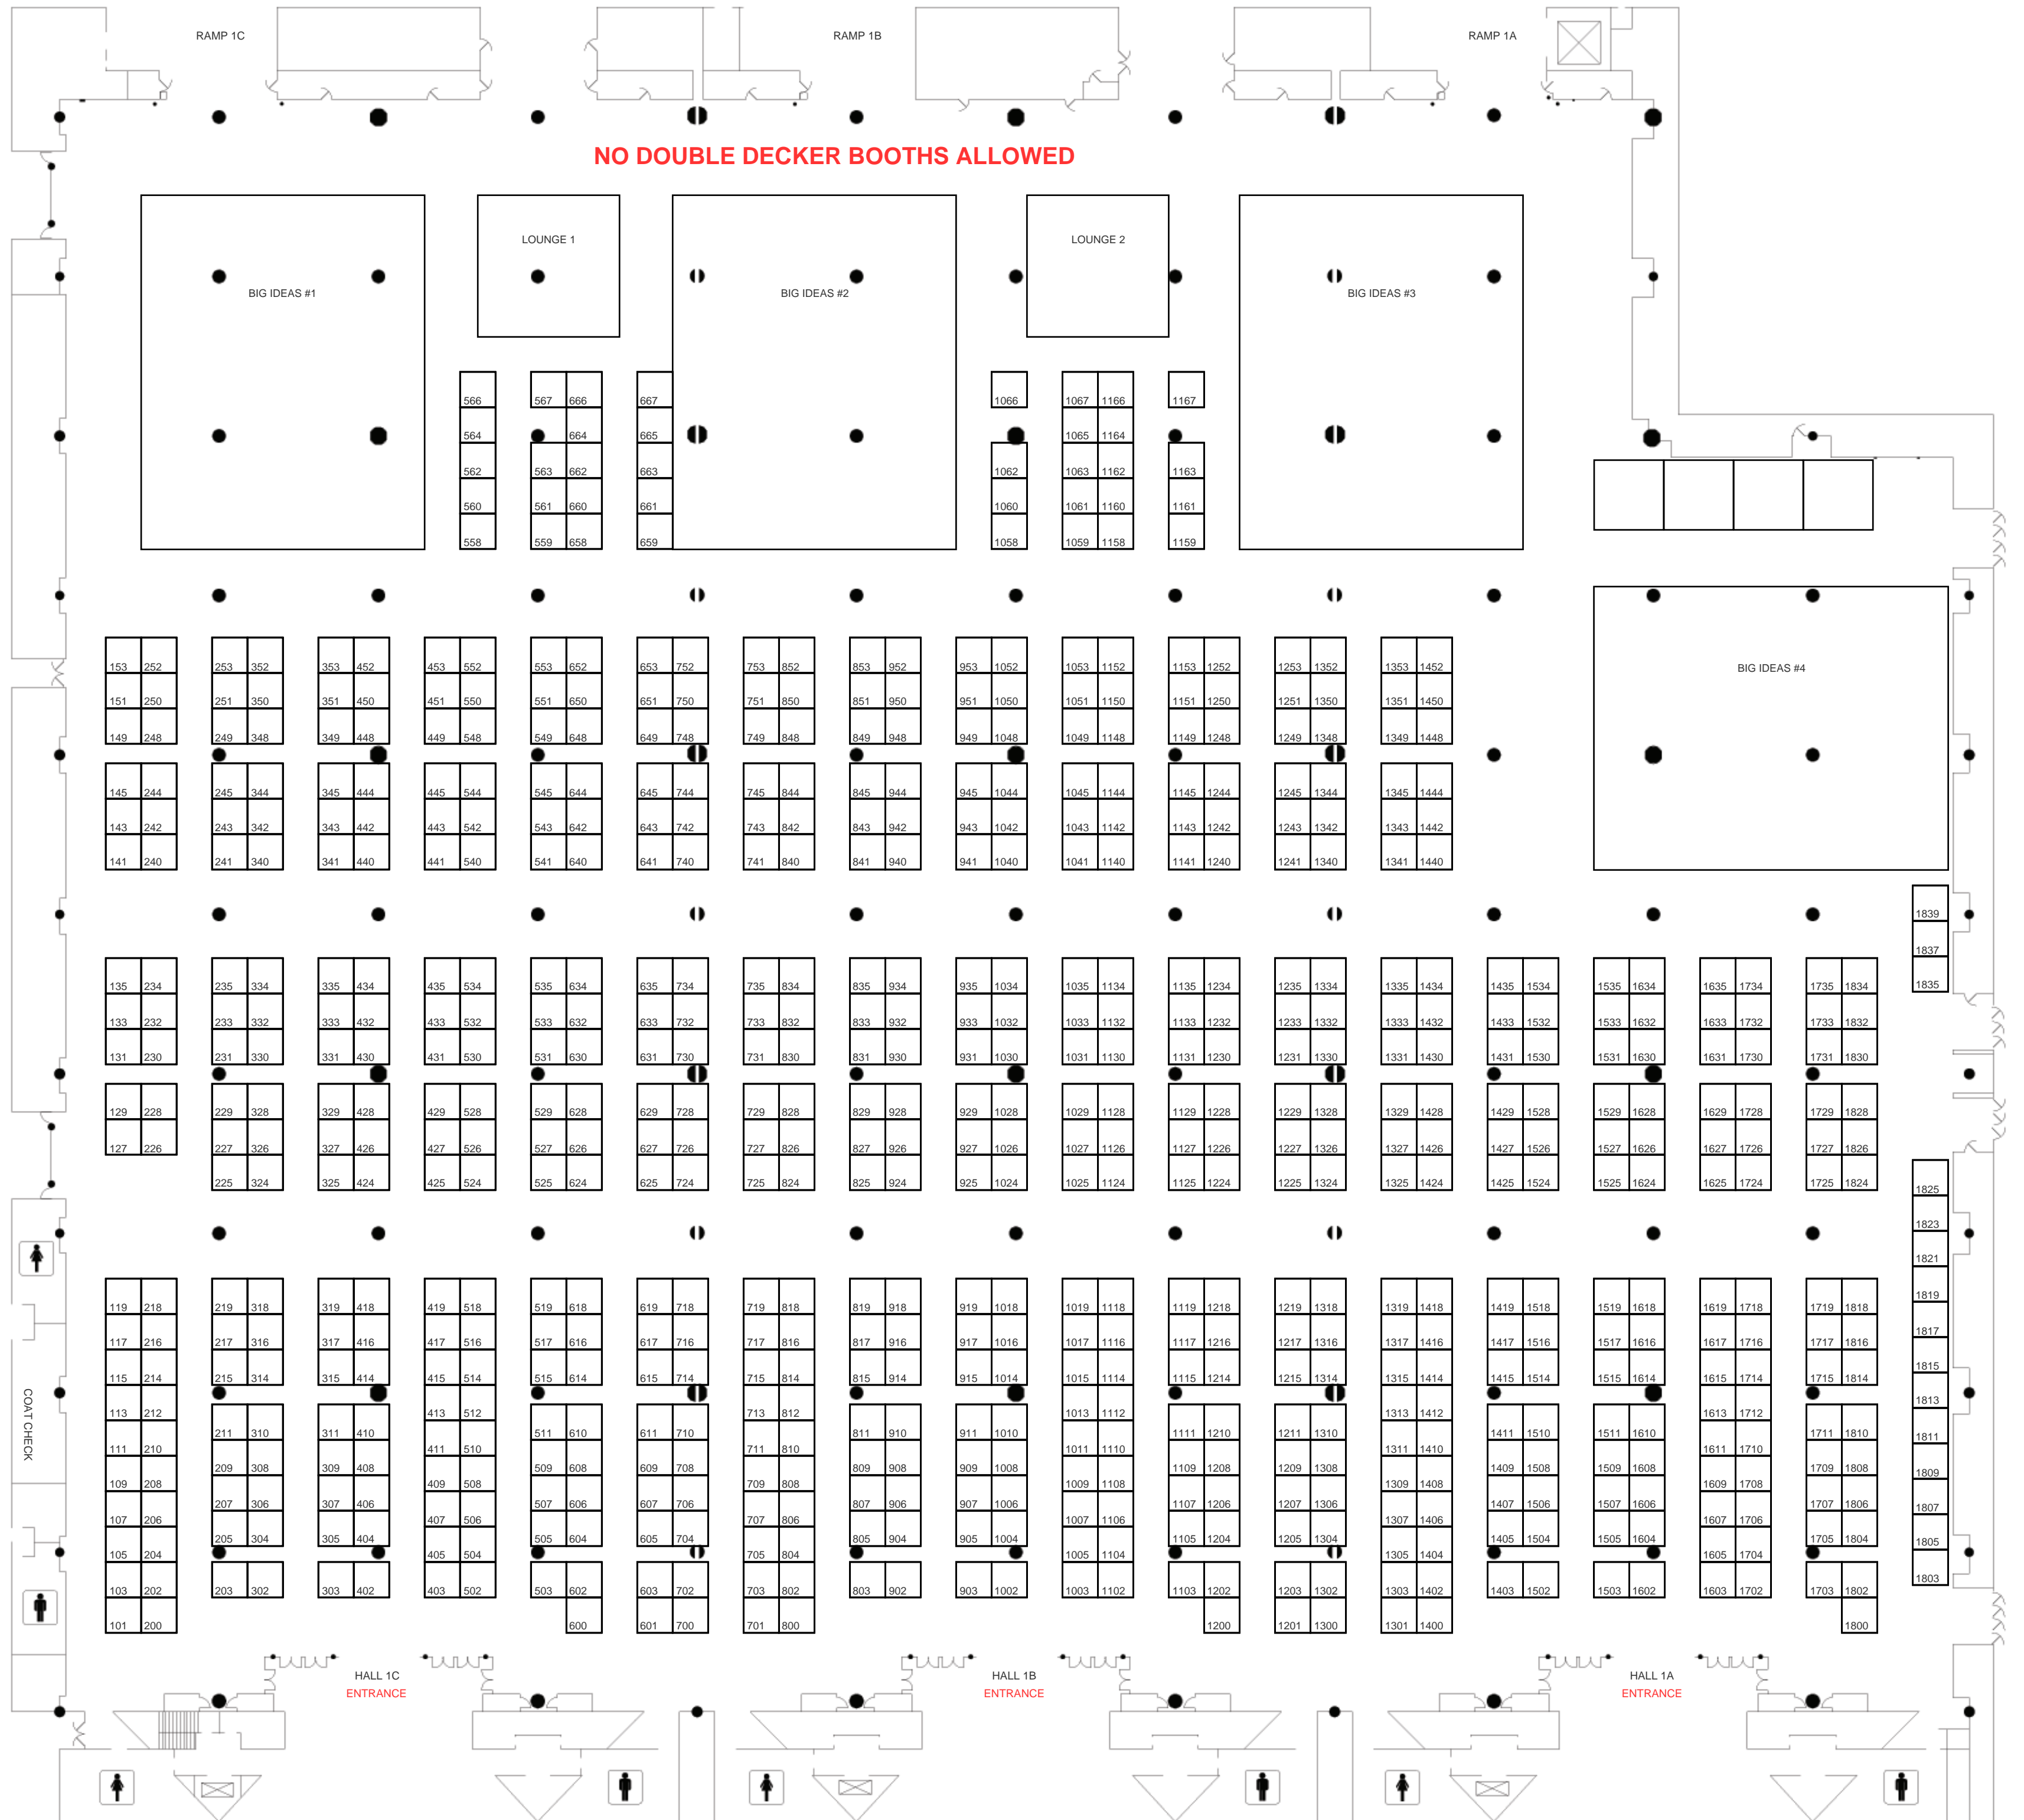 RAMP 1C RAMP 1B RAMP 1A
NO DOUBLE DECKER BOOTHS ALLOWED
LOUNGE 1 LOUNGE 2
BIG IDEAS #1 BIG IDEAS #2 BIG IDEAS #3
566 567 666 667 1066 1067 1166 1167
564 664 665 1065 1164
562 563 662 663 1062 1063 1162 1163
560 561 660 661 1060 1061 1160 1161
558 559 658 659 1058 1059 1158 1159
153 252 253 352 353 452 453 552 553 652 653 752 753 852 853 952 953 1052 1053 1152 1153 1252 1253 1352 1353 1452 BIG IDEAS #4
151 250 251 350 351 450 451 550 551 650 651 750 751 850 851 950 951 1050 1051 1150 1151 1250 1251 1350 1351 1450
149 248 249 348 349 448 449 548 549 648 649 748 749 848 849 948 949 1048 1049 1148 1149 1248 1249 1348 1349 1448
145 244 245 344 345 444 445 544 545 644 645 744 745 844 845 944 945 1044 1045 1144 1145 1244 1245 1344 1345 1444
143 242 243 342 343 442 443 542 543 642 643 742 743 842 843 942 943 1042 1043 1142 1143 1242 1243 1342 1343 1442
141 240 241 340 341 440 441 540 541 640 641 740 741 840 841 940 941 1040 1041 1140 1141 1240 1241 1340 1341 1440
1839
1837
135 234 235 334 335 434 435 534 535 634 635 734 735 834 835 934 935 1034 1035 1134 1135 1234 1235 1334 1335 1434 1435 1534 1535 1634 1635 1734 1735 1834 1835
133 232 233 332 333 432 433 532 533 632 633 732 733 832 833 932 933 1032 1033 1132 1133 1232 1233 1332 1333 1432 1433 1532 1533 1632 1633 1732 1733 1832
131 230 231 330 331 430 431 530 531 630 631 730 731 830 831 930 931 1030 1031 1130 1131 1230 1231 1330 1331 1430 1431 1530 1531 1630 1631 1730 1731 1830
129 228 229 328 329 428 429 528 529 628 629 728 729 828 829 928 929 1028 1029 1128 1129 1228 1229 1328 1329 1428 1429 1528 1529 1628 1629 1728 1729 1828
127 226 227 326 327 426 427 526 527 626 627 726 727 826 827 926 927 1026 1027 1126 1127 1226 1227 1326 1327 1426 1427 1526 1527 1626 1627 1726 1727 1826
225 324 325 424 425 524 525 624 625 724 725 824 825 924 925 1024 1025 1124 1125 1224 1225 1324 1325 1424 1425 1524 1525 1624 1625 1724 1725 1824
1825
1823
1821
1819
119 218 219 318 319 418 419 518 519 618 619 718 719 818 819 918 919 1018 1019 1118 1119 1218 1219 1318 1319 1418 1419 1518 1519 1618 1619 1718 1719 1818
1817
117 216 217 316 317 416 417 516 517 616 617 716 717 816 817 916 917 1016 1017 1116 1117 1216 1217 1316 1317 1416 1417 1516 1517 1616 1617 1716 1717 1816
1815
115 214 215 314 315 414 415 514 515 614 615 714 715 814 815 914 915 1014 1015 1114 1115 1214 1215 1314 1315 1414 1415 1514 1515 1614 1615 1714 1715 1814
1813
COAT CHECK
113 212 413 512 713 812 1013 1112 1313 1412 1613 1712
211 310 311 410 511 610 611 710 811 910 911 1010 1111 1210 1211 1310 1411 1510 1511 1610 1711 1810 1811
111 210 411 510 711 810 1011 1110 1311 1410 1611 1710
209 308 309 408 509 608 609 708 809 908 909 1008 1109 1208 1209 1308 1409 1508 1509 1608 1709 1808 1809
109 208 409 508 709 808 1009 1108 1309 1408 1609 1708
207 306 307 406 507 606 607 706 807 906 907 1006 1107 1206 1207 1306 1407 1506 1507 1606 1707 1806 1807
107 206 407 506 707 806 1007 1106 1307 1406 1607 1706
205 304 305 404 505 604 605 704 805 904 905 1004 1105 1204 1205 1304 1405 1504 1505 1604 1705 1804 1805
105 204 405 504 705 804 1005 1104 1305 1404 1605 1704
1803
103 202 203 302 303 402 403 502 503 602 603 702 703 802 803 902 903 1002 1003 1102 1103 1202 1203 1302 1303 1402 1403 1502 1503 1602 1603 1702 1703 1802
101 200 600 601 700 701 800 1200 1201 1300 1301 1400 1800
HALL 1C HALL 1B HALL 1A
ENTRANCE ENTRANCE ENTRANCE